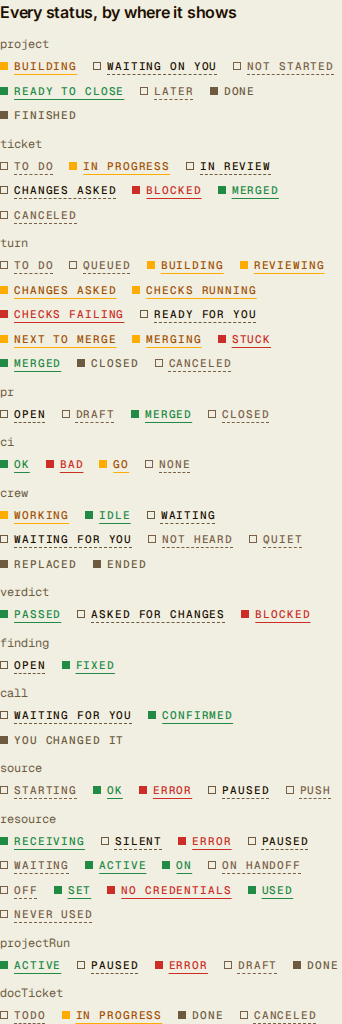 Every status, by where it shows
project
BUILDING WAITING ON YOU NOT STARTED
READY TO CLOSE LATER DONE
FINISHED
ticket
TO DO IN PROGRESS IN REVIEW
CHANGES ASKED BLOCKED MERGED
CANCELED
turn
TO DO QUEUED BUILDING REVIEWING
CHANGES ASKED CHECKS RUNNING
CHECKS FAILING READY FOR YOU
NEXT TO MERGE MERGING STUCK
MERGED CLOSED CANCELED
pr
OPEN DRAFT MERGED CLOSED
ci
OK BAD GO NONE
crew
WORKING IDLE WAITING
WAITING FOR YOU NOT HEARD QUIET
REPLACED ENDED
verdict
PASSED ASKED FOR CHANGES BLOCKED
finding
OPEN FIXED
call
WAITING FOR YOU CONFIRMED
YOU CHANGED IT
source
STARTING OK ERROR PAUSED PUSH
resource
RECEIVING SILENT ERROR PAUSED
WAITING ACTIVE ON ON HANDOFF
OFF SET NO CREDENTIALS USED
NEVER USED
projectRun
ACTIVE PAUSED ERROR DRAFT DONE
docTicket
TODO IN PROGRESS DONE CANCELED